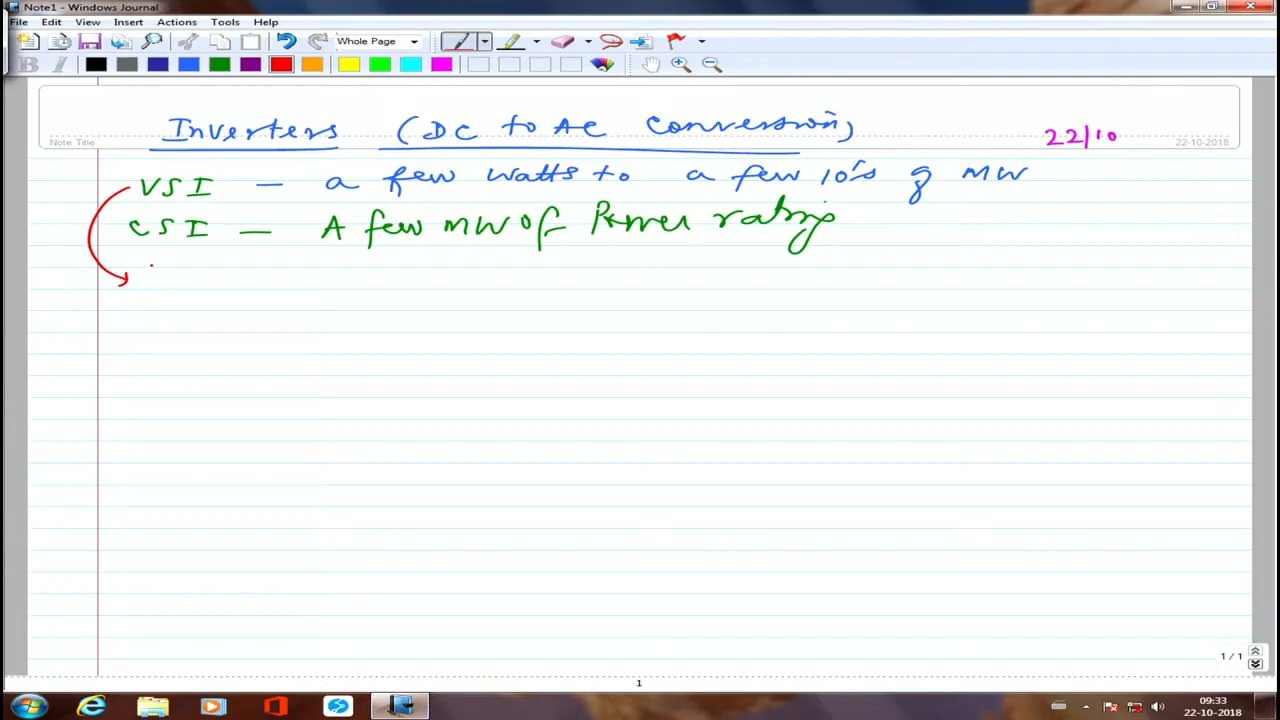 Note1 - Windows Journal
File Edit View Insert Actions Tools Help
Whole Page
B I
Inverters (DC to AC Conversion)
22/10
Note Title
22-10-2018
VSI - a few watts to a few 10's of MW
CSI - A few MW of Power rating
1 / 1
1
09:33
22-10-2018